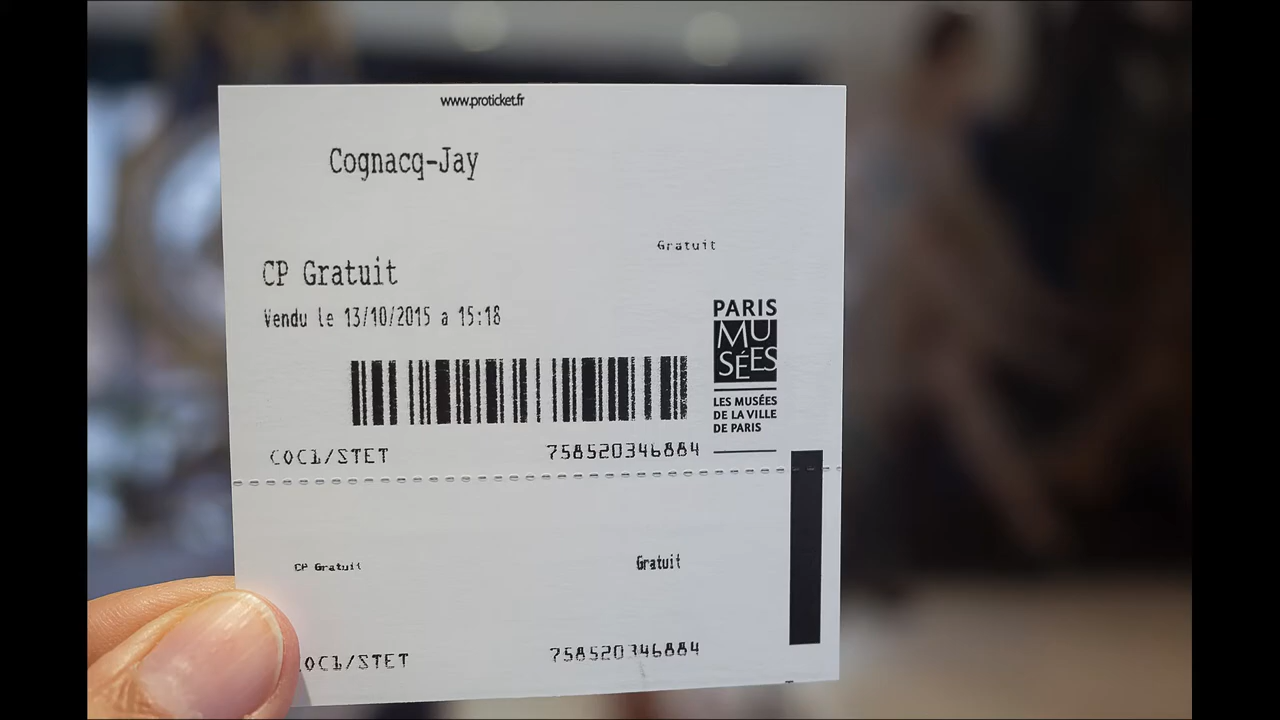 www.proticket.fr
Cognacq-Jay
Gratuit
CP Gratuit
Vendu le 13/10/2015 a 15:18
PARIS
MU
SÉES
LES MUSÉES
DE LA VILLE
DE PARIS
COC1/STET 758520346884
CP Gratuit Gratuit
OC1/STET 758520346884